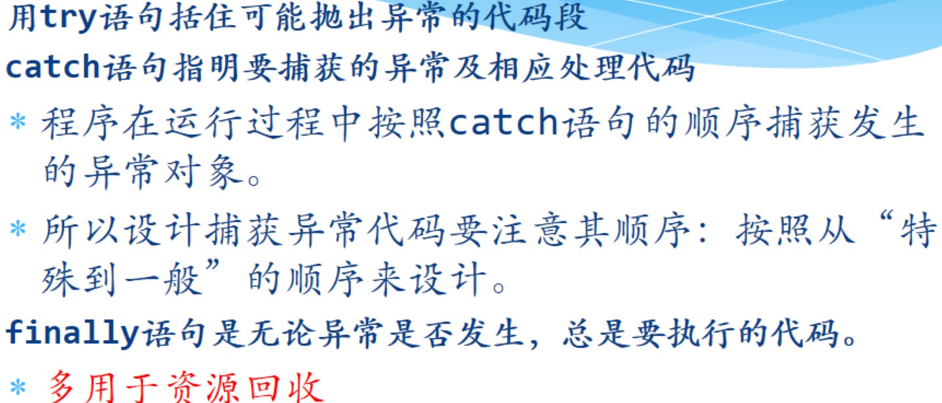 用try语句括住可能抛出异常的代码段
catch语句指明要捕获的异常及相应处理代码
* 程序在运行过程中按照catch语句的顺序捕获发生
的异常对象。
* 所以设计捕获异常代码要注意其顺序：按照从“特
殊到一般”的顺序来设计。
finally语句是无论异常是否发生，总是要执行的代码。
* 多用于资源回收